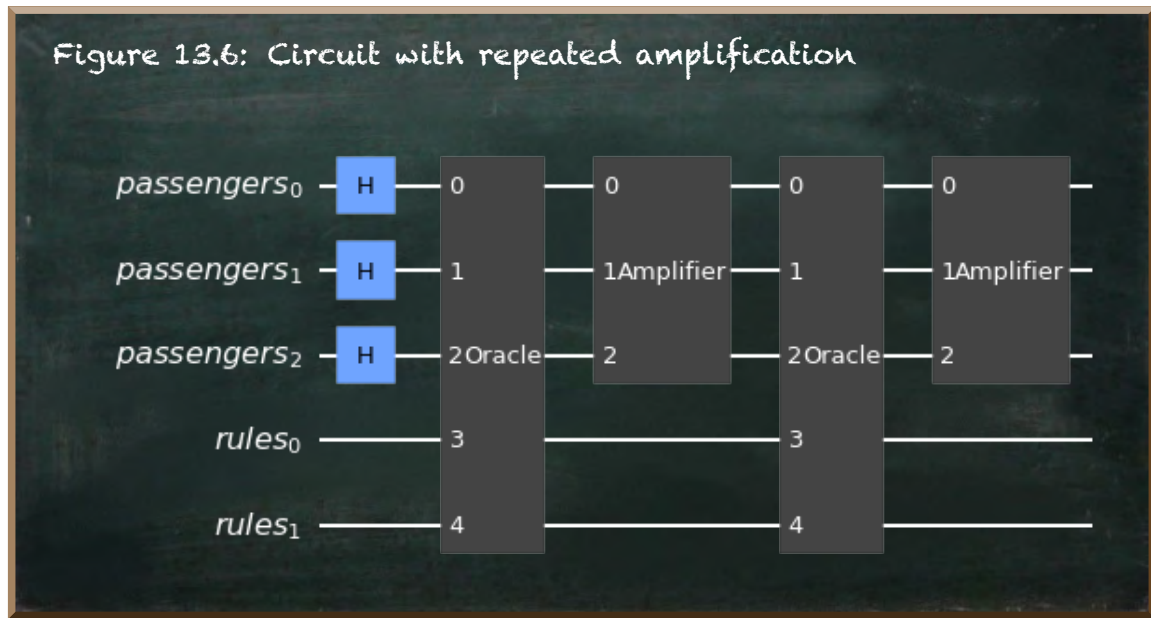 Figure 13.6: Circuit with repeated amplification
passengers₀ H 0 0 0 0
passengers₁ H 1 1Amplifier 1 1Amplifier
passengers₂ H 2Oracle 2 2Oracle 2
rules₀ 3 3
rules₁ 4 4